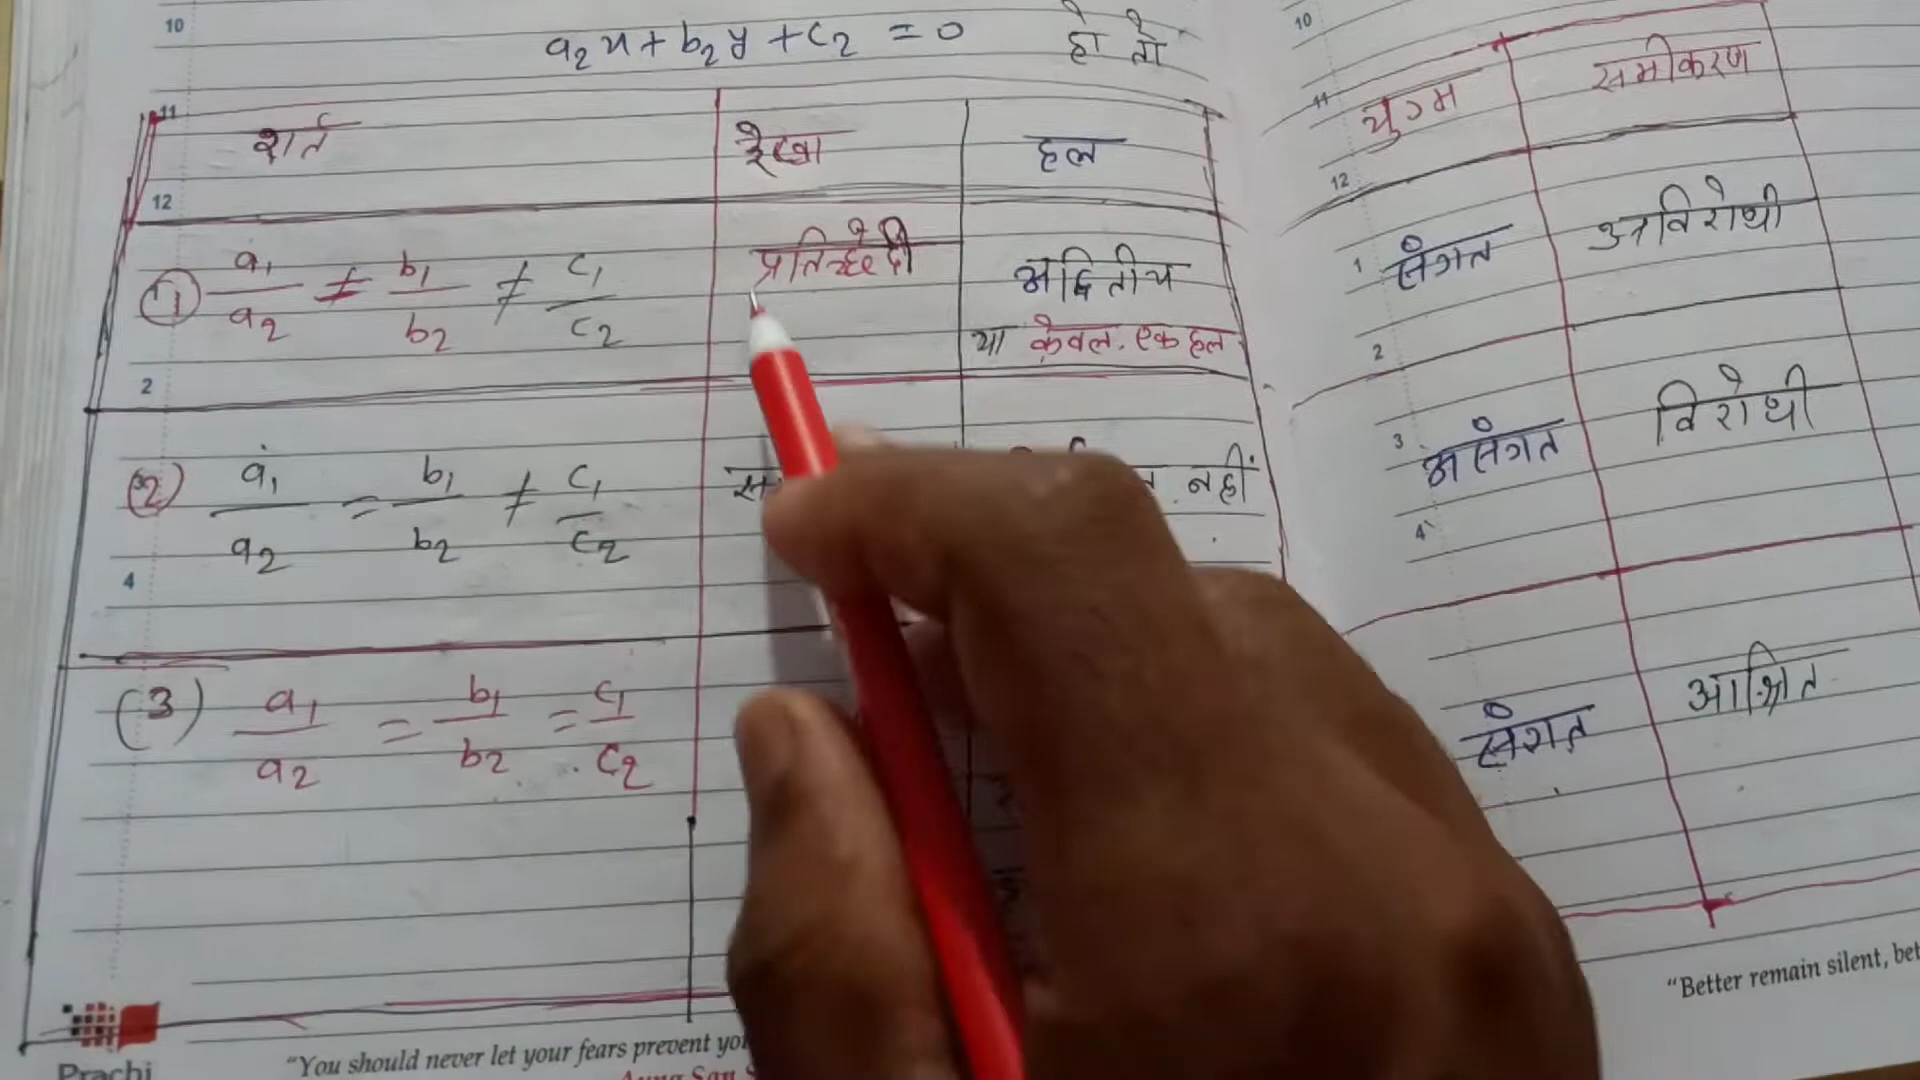 10
a₂x + b₂y + c₂ = 0 हो तो
11
शर्त रेखा हल
12
① a₁/a₂ ≠ b₁/b₂ ≠ c₁/c₂ प्रतिच्छेदी अद्वितीय
या केवल एक हल
2
(2) a₁/a₂ = b₁/b₂ ≠ c₁/c₂ नहीं
4
(3) a₁/a₂ = b₁/b₂ = c₁/c₂
Prachi
"You should never let your fears prevent
Aung San
10
11
युग्म समीकरण
12
1
संगत अविरोधी
2
3
असंगत विरोधी
4
संगत आश्रित
"Better remain silent,